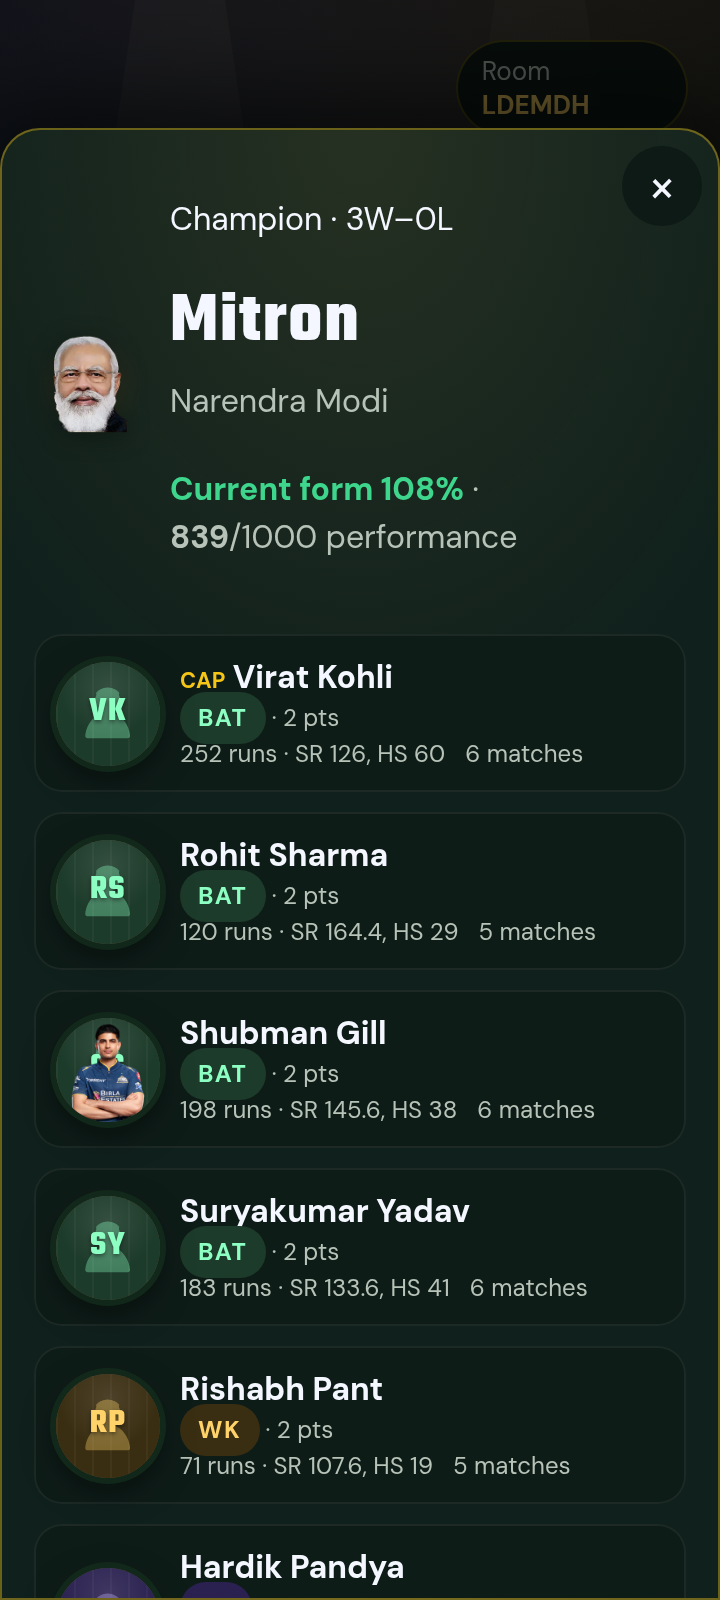 Room
LDEMDH
×
Champion · 3W–0L
Mitron
Narendra Modi
Current form 108% ·
839/1000 performance
VK
CAP Virat Kohli
BAT · 2 pts
252 runs · SR 126, HS 60 6 matches
RS
Rohit Sharma
BAT · 2 pts
120 runs · SR 164.4, HS 29 5 matches
Shubman Gill
BAT · 2 pts
198 runs · SR 145.6, HS 38 6 matches
SY
Suryakumar Yadav
BAT · 2 pts
183 runs · SR 133.6, HS 41 6 matches
RP
Rishabh Pant
WK · 2 pts
71 runs · SR 107.6, HS 19 5 matches
Hardik Pandya